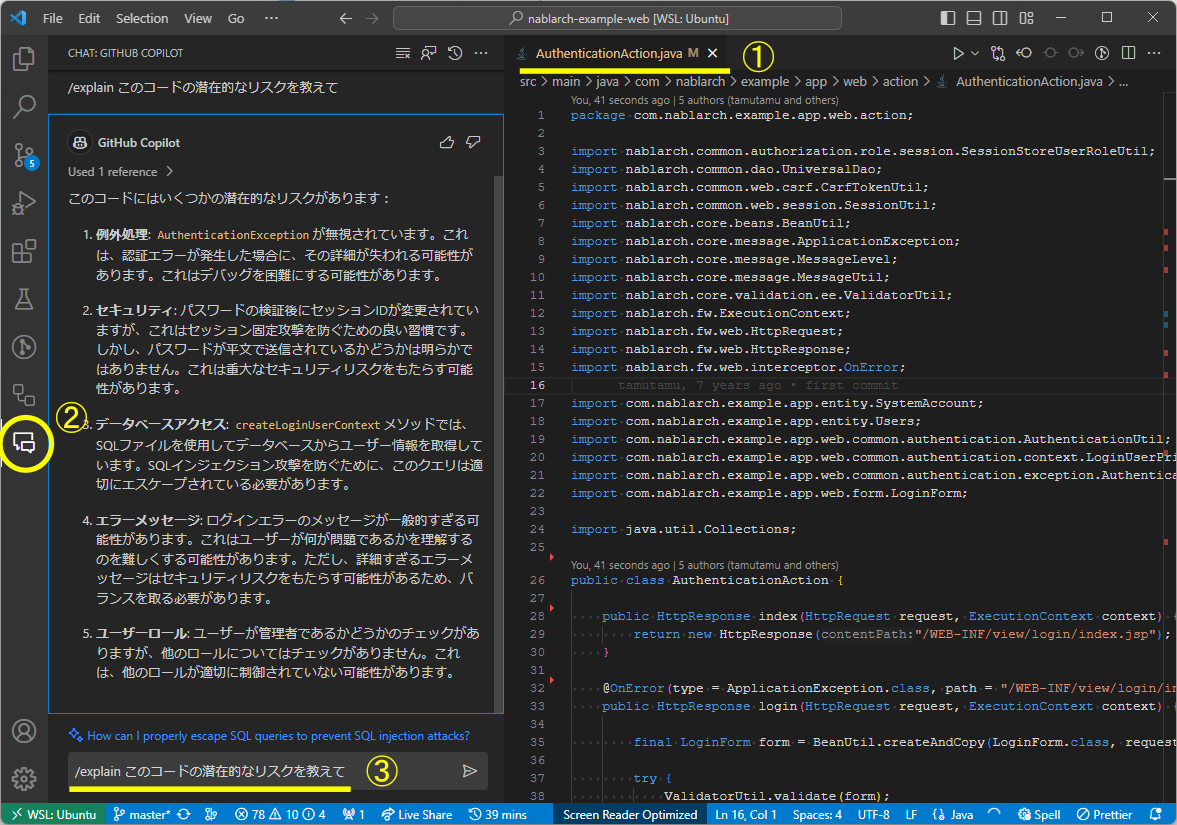 File Edit Selection View Go ···
nablarch-example-web [WSL: Ubuntu]
CHAT: GITHUB COPILOT
/explain このコードの潜在的なリスクを教えて
GitHub Copilot
Used 1 reference
このコードにはいくつかの潜在的なリスクがあります：
1. 例外処理: AuthenticationException が無視されています。これ
は、認証エラーが発生した場合に、その詳細が失われる可能性が
あります。これはデバッグを困難にする可能性があります。
2. セキュリティ: パスワードの検証後にセッションIDが変更されてい
ますが、これはセッション固定攻撃を防ぐための良い習慣です。
しかし、パスワードが平文で送信されているかどうかは明らかで
はありません。これは重大なセキュリティリスクをもたらす可能
性があります。
②
3. データベースアクセス: createLoginUserContext メソッドでは、
SQLファイルを使用してデータベースからユーザー情報を取得して
います。SQLインジェクション攻撃を防ぐために、このクエリは適
切にエスケープされている必要があります。
4. エラーメッセージ: ログインエラーのメッセージが一般的すぎる可
能性があります。これはユーザーが何が問題であるかを理解する
のを難しくする可能性があります。ただし、詳細すぎるエラーメ
ッセージはセキュリティリスクをもたらす可能性があるため、バ
ランスを取る必要があります。
5. ユーザーロール: ユーザーが管理者であるかどうかのチェックがあ
りますが、他のロールについてはチェックがありません。これ
は、他のロールが適切に制御されていない可能性があります。
How can I properly escape SQL queries to prevent SQL injection attacks?
/explain このコードの潜在的なリスクを教えて ③
5
AuthenticationAction.java M ①
src > main > java > com > nablarch > example > app > web > action > AuthenticationAction.java > ...
You, 41 seconds ago | 5 authors (tamutamu and others)
1 package com.nablarch.example.app.web.action;
2
3 import nablarch.common.authorization.role.session.SessionStoreUserRoleUtil;
4 import nablarch.common.dao.UniversalDao;
5 import nablarch.common.web.csrf.CsrfTokenUtil;
6 import nablarch.common.web.session.SessionUtil;
7 import nablarch.core.beans.BeanUtil;
8 import nablarch.core.message.ApplicationException;
9 import nablarch.core.message.MessageLevel;
10 import nablarch.core.message.MessageUtil;
11 import nablarch.core.validation.ee.ValidatorUtil;
12 import nablarch.fw.ExecutionContext;
13 import nablarch.fw.web.HttpRequest;
14 import nablarch.fw.web.HttpResponse;
15 import nablarch.fw.web.interceptor.OnError;
16 tamutamu, 7 years ago • first commit
17 import com.nablarch.example.app.entity.SystemAccount;
18 import com.nablarch.example.app.entity.Users;
19 import com.nablarch.example.app.web.common.authentication.AuthenticationUtil;
20 import com.nablarch.example.app.web.common.authentication.context.LoginUserPri
21 import com.nablarch.example.app.web.common.authentication.exception.Authentica
22 import com.nablarch.example.app.web.form.LoginForm;
23
24 import java.util.Collections;
25
You, 41 seconds ago | 5 authors (tamutamu and others)
26 public class AuthenticationAction {
27
28 public HttpResponse index(HttpRequest request, ExecutionContext context) {
29 return new HttpResponse(contentPath:"/WEB-INF/view/login/index.jsp");
30 }
31
32 @OnError(type = ApplicationException.class, path = "/WEB-INF/view/login/in
33 public HttpResponse login(HttpRequest request, ExecutionContext context) {
34
35 final LoginForm form = BeanUtil.createAndCopy(LoginForm.class, request
36
37 try {
38 ValidatorUtil.validate(form);
WSL: Ubuntu master* 78 10 4 1 Live Share 39 mins Screen Reader Optimized Ln 16, Col 1 Spaces: 4 UTF-8 LF {} Java Spell Prettier